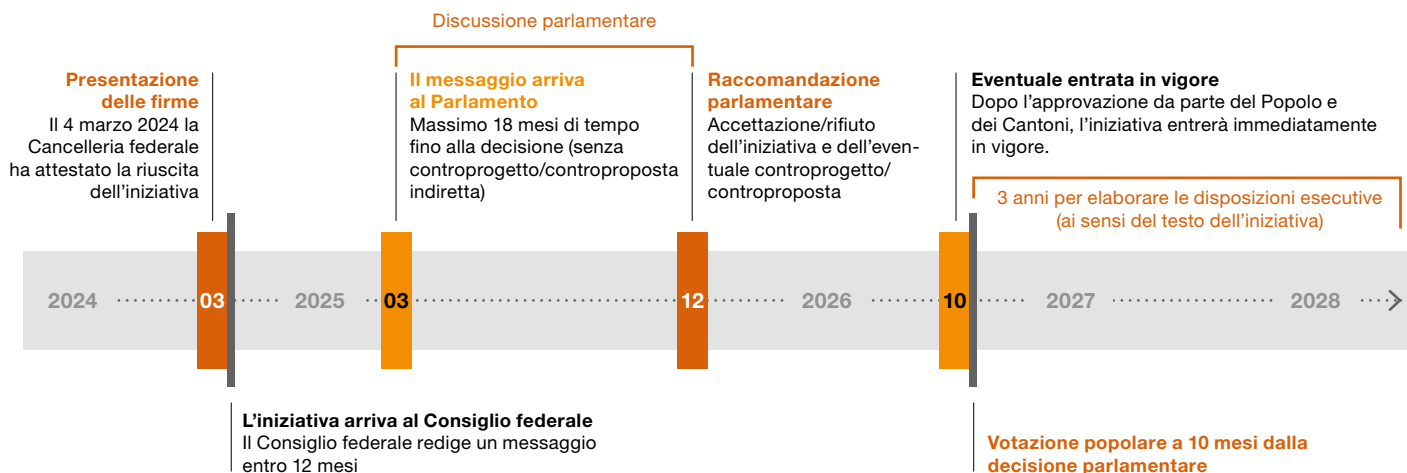 Discussione parlamentare
Presentazione
delle firme
Il 4 marzo 2024 la
Cancelleria federale
ha attestato la riuscita
dell’iniziativa
Il messaggio arriva
al Parlamento
Massimo 18 mesi di tempo
fino alla decisione (senza
controprogetto/controproposta
indiretta)
Raccomandazione
parlamentare
Accettazione/rifiuto
dell’iniziativa e dell’even-
tuale controprogetto/
controproposta
Eventuale entrata in vigore
Dopo l’approvazione da parte del Popolo e
dei Cantoni, l’iniziativa entrerà immediatamente
in vigore.
3 anni per elaborare le disposizioni esecutive
(ai sensi del testo dell’iniziativa)
2024 03 2025 03 12 2026 10 2027 2028
L’iniziativa arriva al Consiglio federale
Il Consiglio federale redige un messaggio
entro 12 mesi
Votazione popolare a 10 mesi dalla
decisione parlamentare